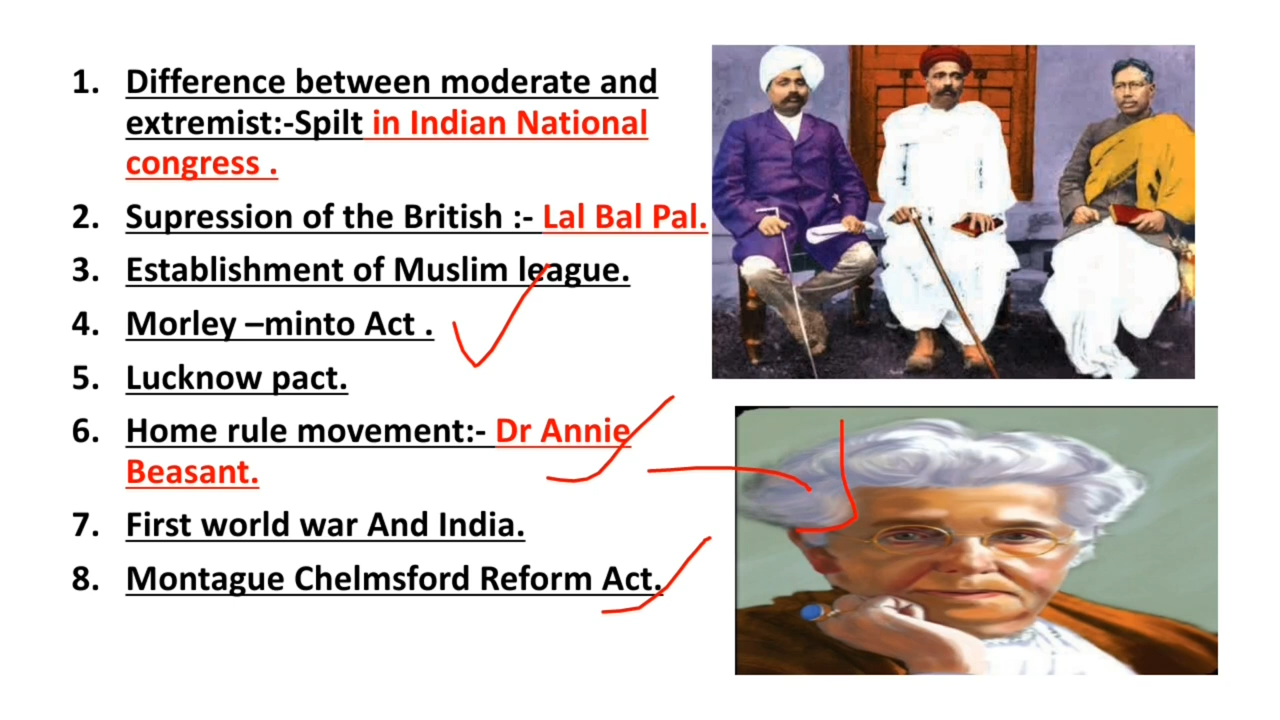 1. Difference between moderate and
extremist:-Spilt in Indian National
congress .
2. Supression of the British :- Lal Bal Pal.
3. Establishment of Muslim league.
4. Morley –minto Act .
5. Lucknow pact.
6. Home rule movement:- Dr Annie
Beasant.
7. First world war And India.
8. Montague Chelmsford Reform Act.